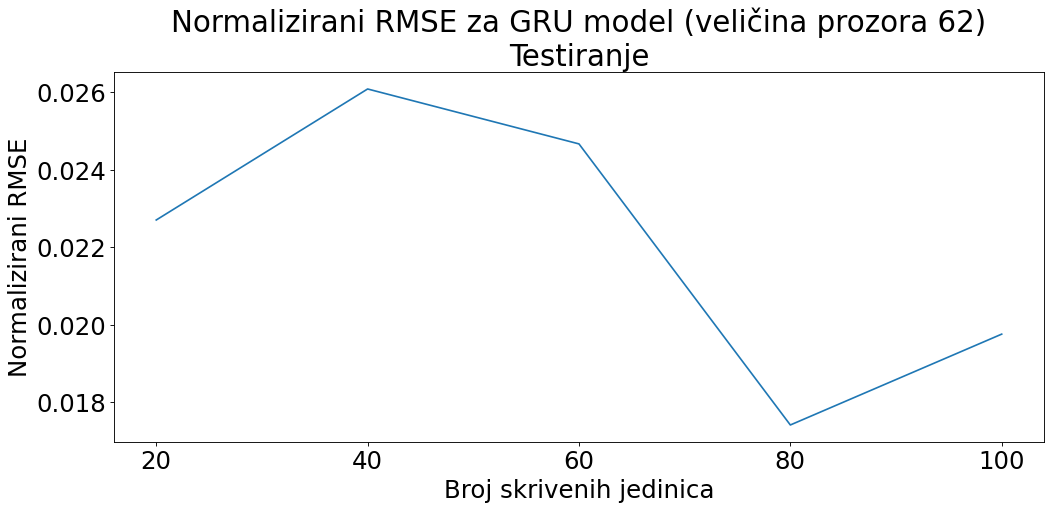 Normalizirani RMSE za GRU model (veličina prozora 62)
Testiranje
Normalizirani RMSE
0.026
0.024
0.022
0.020
0.018
20 40 60 80 100
Broj skrivenih jedinica